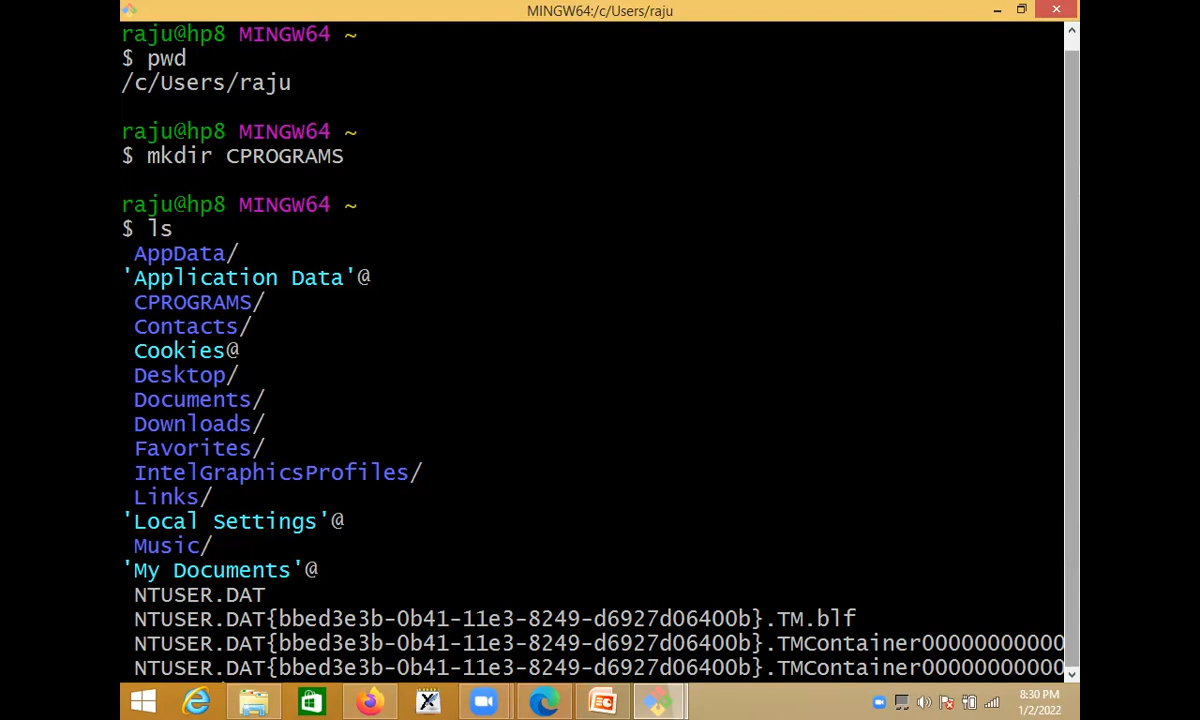 MINGW64:/c/Users/raju
raju@hp8 MINGW64 ~
$ pwd
/c/Users/raju
raju@hp8 MINGW64 ~
$ mkdir CPROGRAMS
raju@hp8 MINGW64 ~
$ ls
AppData/
'Application Data'@
CPROGRAMS/
Contacts/
Cookies@
Desktop/
Documents/
Downloads/
Favorites/
IntelGraphicsProfiles/
Links/
'Local Settings'@
Music/
'My Documents'@
NTUSER.DAT
NTUSER.DAT{bbed3e3b-0b41-11e3-8249-d6927d06400b}.TM.blf
NTUSER.DAT{bbed3e3b-0b41-11e3-8249-d6927d06400b}.TMContainer00000000000
NTUSER.DAT{bbed3e3b-0b41-11e3-8249-d6927d06400b}.TMContainer00000000000
8:30 PM
1/2/2022